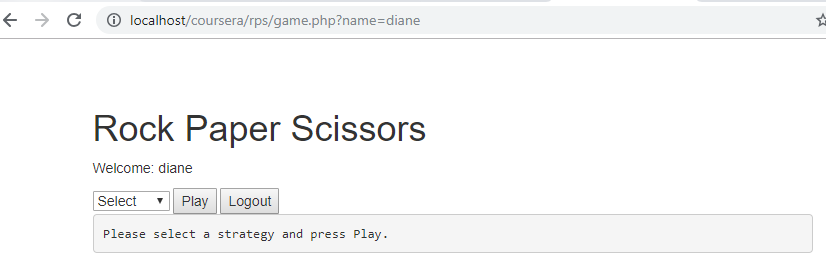 localhost/coursera/rps/game.php?name=diane
Rock Paper Scissors
Welcome: diane
Select Play Logout
Please select a strategy and press Play.